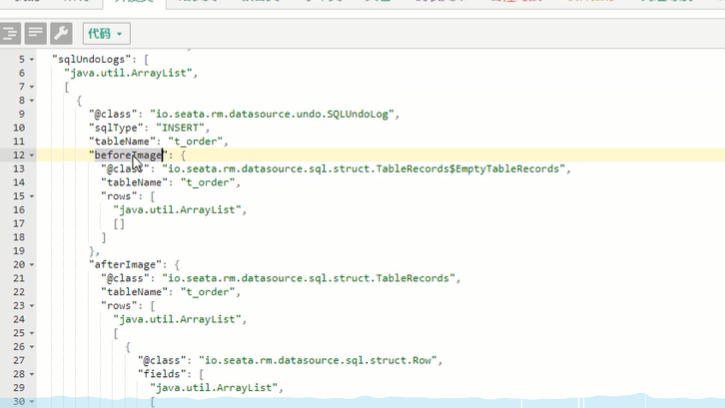 代码
5 "sqlUndoLogs": [
6 "java.util.ArrayList",
7 [
8 {
9 "@class": "io.seata.rm.datasource.undo.SQLUndoLog",
10 "sqlType": "INSERT",
11 "tableName": "t_order",
12 "beforeImage": {
13 "@class": "io.seata.rm.datasource.sql.struct.TableRecords$EmptyTableRecords",
14 "tableName": "t_order",
15 "rows": [
16 "java.util.ArrayList",
17 []
18 ]
19 },
20 "afterImage": {
21 "@class": "io.seata.rm.datasource.sql.struct.TableRecords",
22 "tableName": "t_order",
23 "rows": [
24 "java.util.ArrayList",
25 [
26 {
27 "@class": "io.seata.rm.datasource.sql.struct.Row",
28 "fields": [
29 "java.util.ArrayList",
30 [